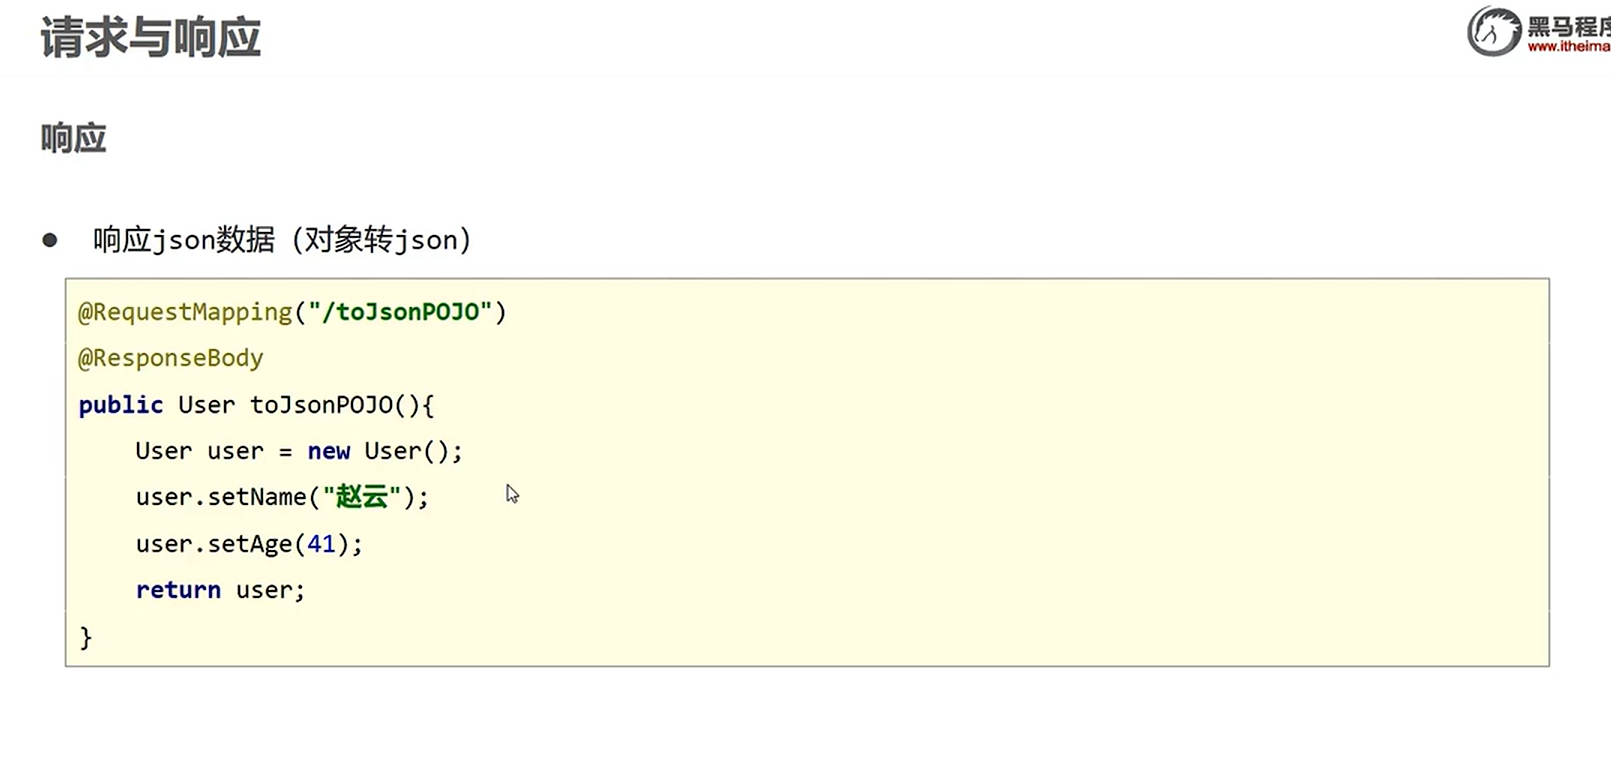 请求与响应
黑马程序
www.itheima
响应
● 响应json数据（对象转json）
@RequestMapping("/toJsonPOJO")
@ResponseBody
public User toJsonPOJO(){
    User user = new User();
    user.setName("赵云");
    user.setAge(41);
    return user;
}